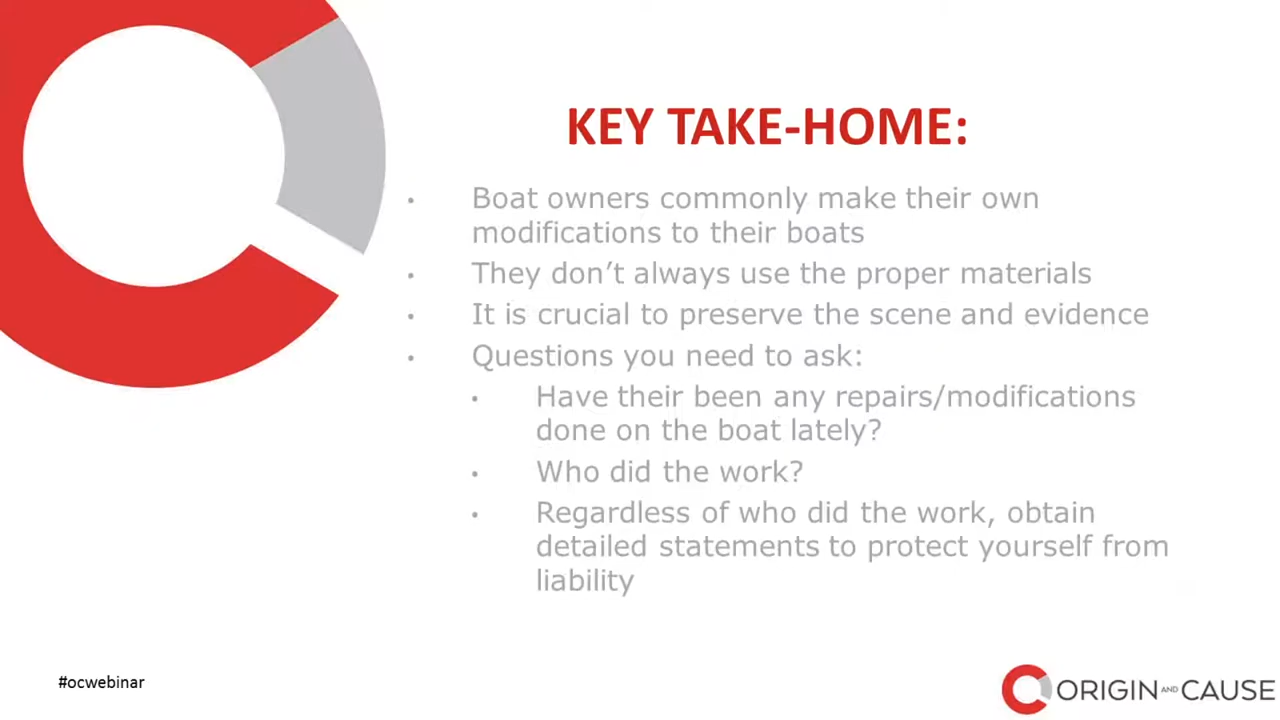 KEY TAKE-HOME:
• Boat owners commonly make their own
modifications to their boats
• They don’t always use the proper materials
• It is crucial to preserve the scene and evidence
• Questions you need to ask:
• Have their been any repairs/modifications
done on the boat lately?
• Who did the work?
• Regardless of who did the work, obtain
detailed statements to protect yourself from
liability
#ocwebinar
ORIGIN AND CAUSE